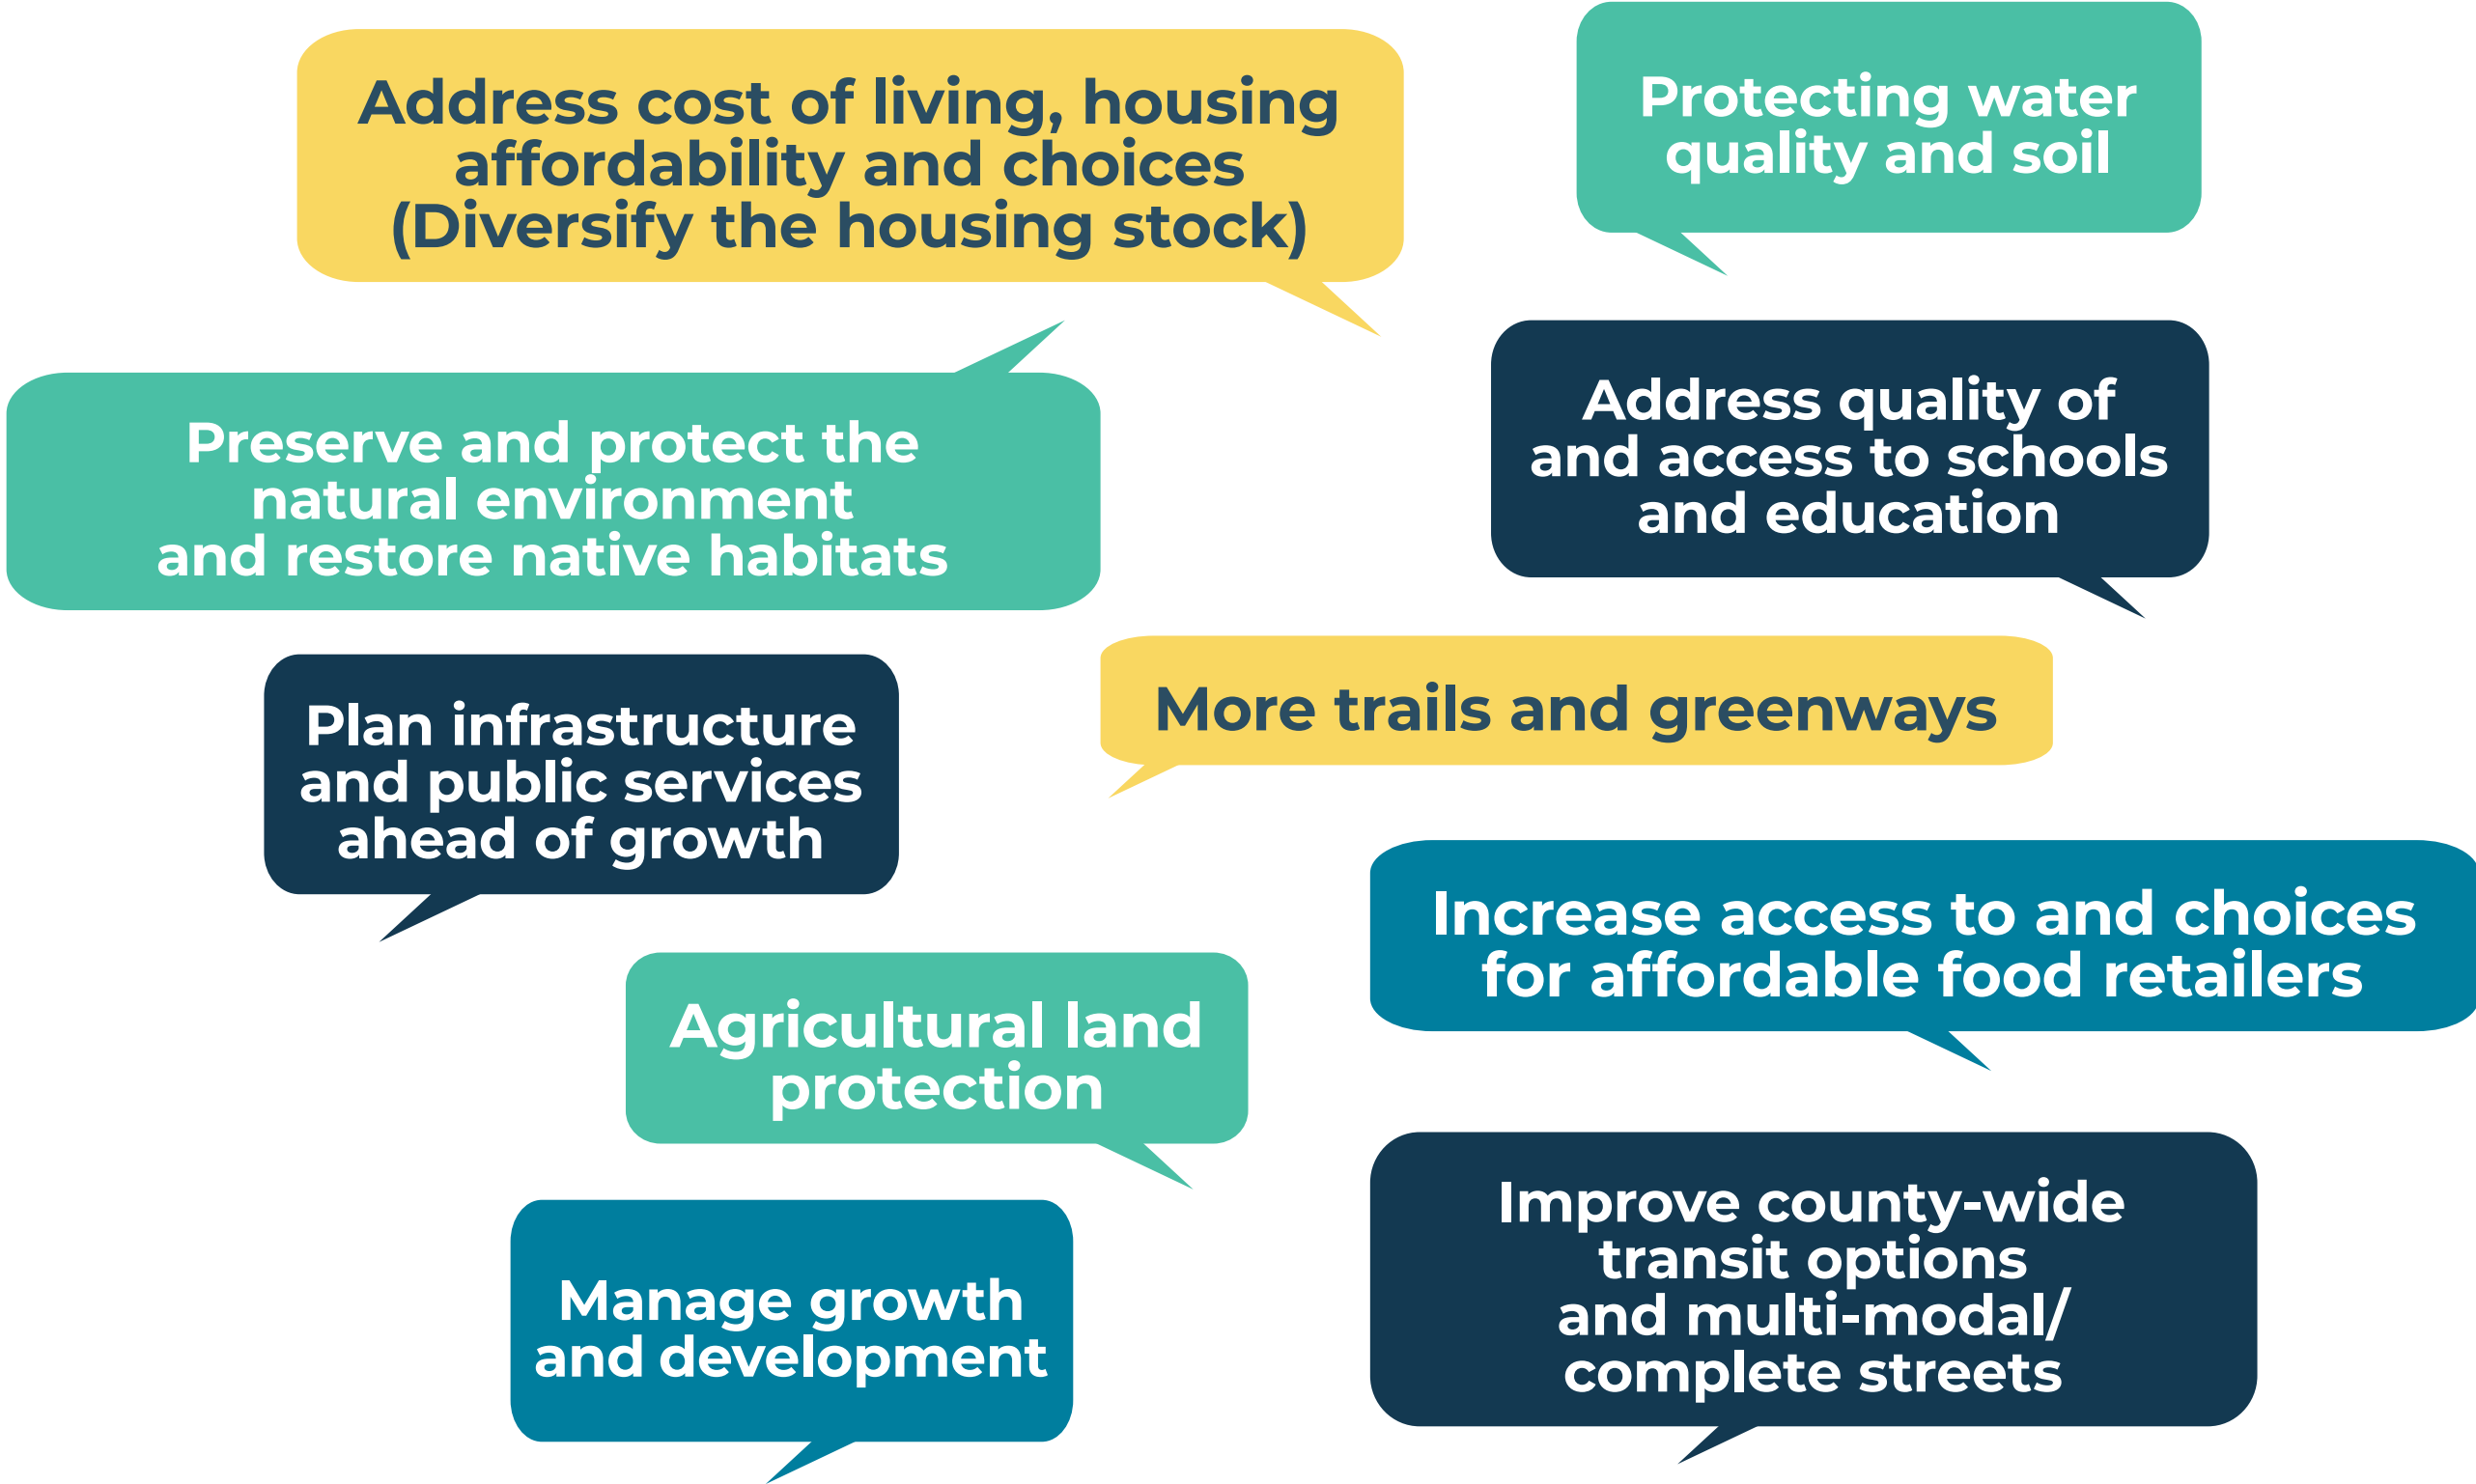 Address cost of living, housing
affordability and choices
(Diversify the housing stock)
Protecting water
quality and soil
Preserve and protect the
natural environment
and restore native habitats
Address quality of
and access to schools
and education
Plan infrastructure
and public services
ahead of growth
More trails and greenways
Increase access to and choices
for affordable food retailers
Agricultural land
protection
Manage growth
and development
Improve county-wide
transit options
and multi-modal/
complete streets